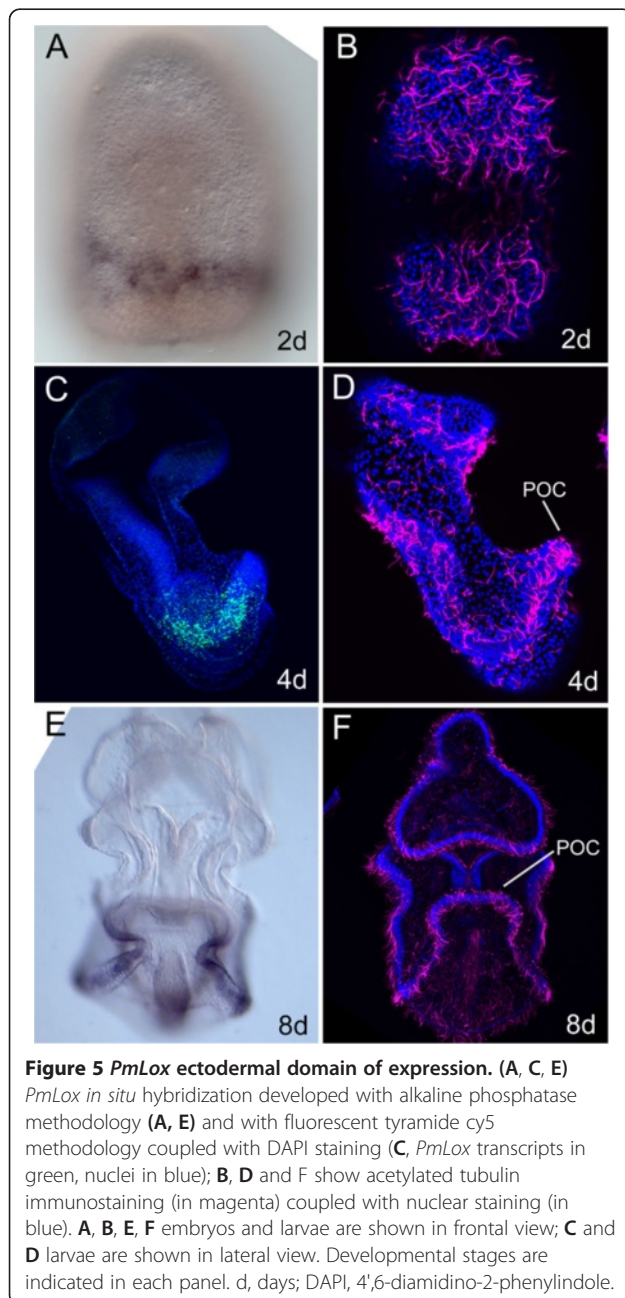 A
B
2d
2d
C
D
POC
4d
4d
E
F
POC
8d
8d
Figure 5 PmLox ectodermal domain of expression. (A, C, E)
PmLox in situ hybridization developed with alkaline phosphatase
methodology (A, E) and with fluorescent tyramide cy5
methodology coupled with DAPI staining (C, PmLox transcripts in
green, nuclei in blue); B, D and F show acetylated tubulin
immunostaining (in magenta) coupled with nuclear staining (in
blue). A, B, E, F embryos and larvae are shown in frontal view; C and
D larvae are shown in lateral view. Developmental stages are
indicated in each panel. d, days; DAPI, 4',6-diamidino-2-phenylindole.